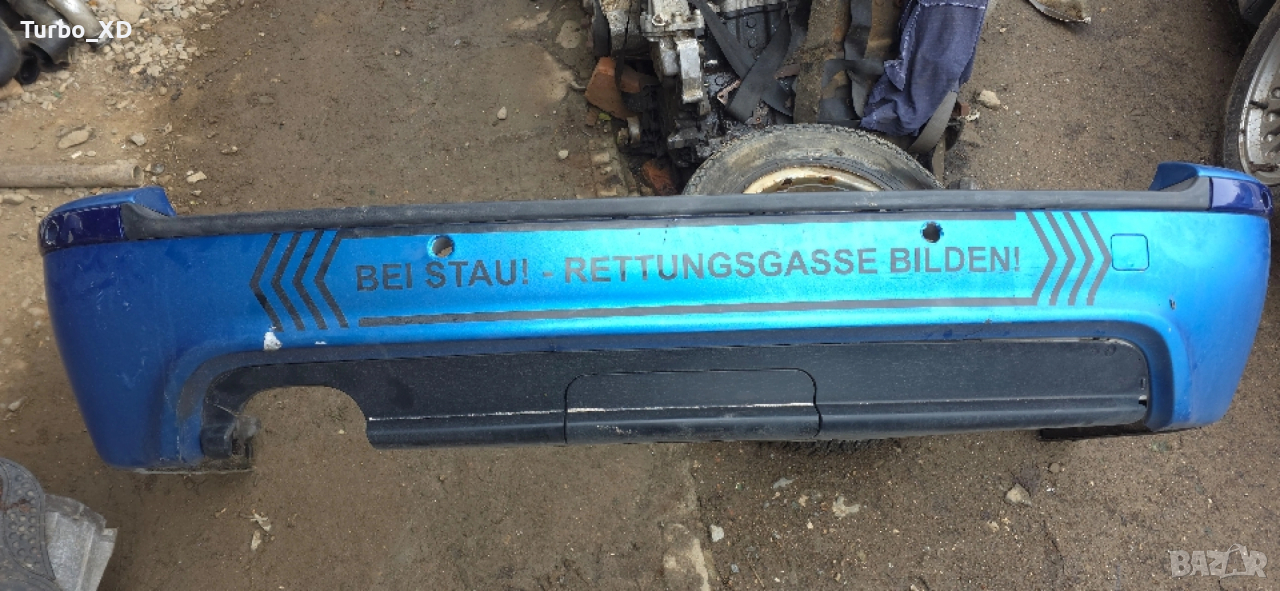 Turbo_XD
BEI STAU! - RETTUNGSGASSE BILDEN!
BAZAR